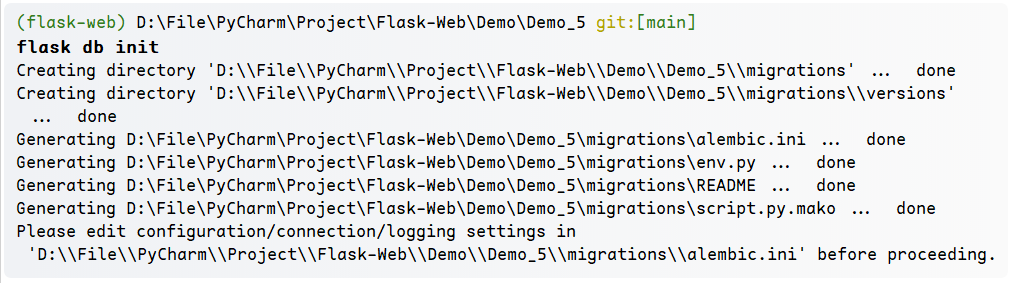 (flask-web) D:\File\PyCharm\Project\Flask-Web\Demo\Demo_5 git:[main]
flask db init
Creating directory 'D:\\File\\PyCharm\\Project\\Flask-Web\\Demo\\Demo_5\\migrations' ... done
Creating directory 'D:\\File\\PyCharm\\Project\\Flask-Web\\Demo\\Demo_5\\migrations\\versions'
... done
Generating D:\File\PyCharm\Project\Flask-Web\Demo\Demo_5\migrations\alembic.ini ... done
Generating D:\File\PyCharm\Project\Flask-Web\Demo\Demo_5\migrations\env.py ... done
Generating D:\File\PyCharm\Project\Flask-Web\Demo\Demo_5\migrations\README ... done
Generating D:\File\PyCharm\Project\Flask-Web\Demo\Demo_5\migrations\script.py.mako ... done
Please edit configuration/connection/logging settings in
'D:\\File\\PyCharm\\Project\\Flask-Web\\Demo\\Demo_5\\migrations\\alembic.ini' before proceeding.